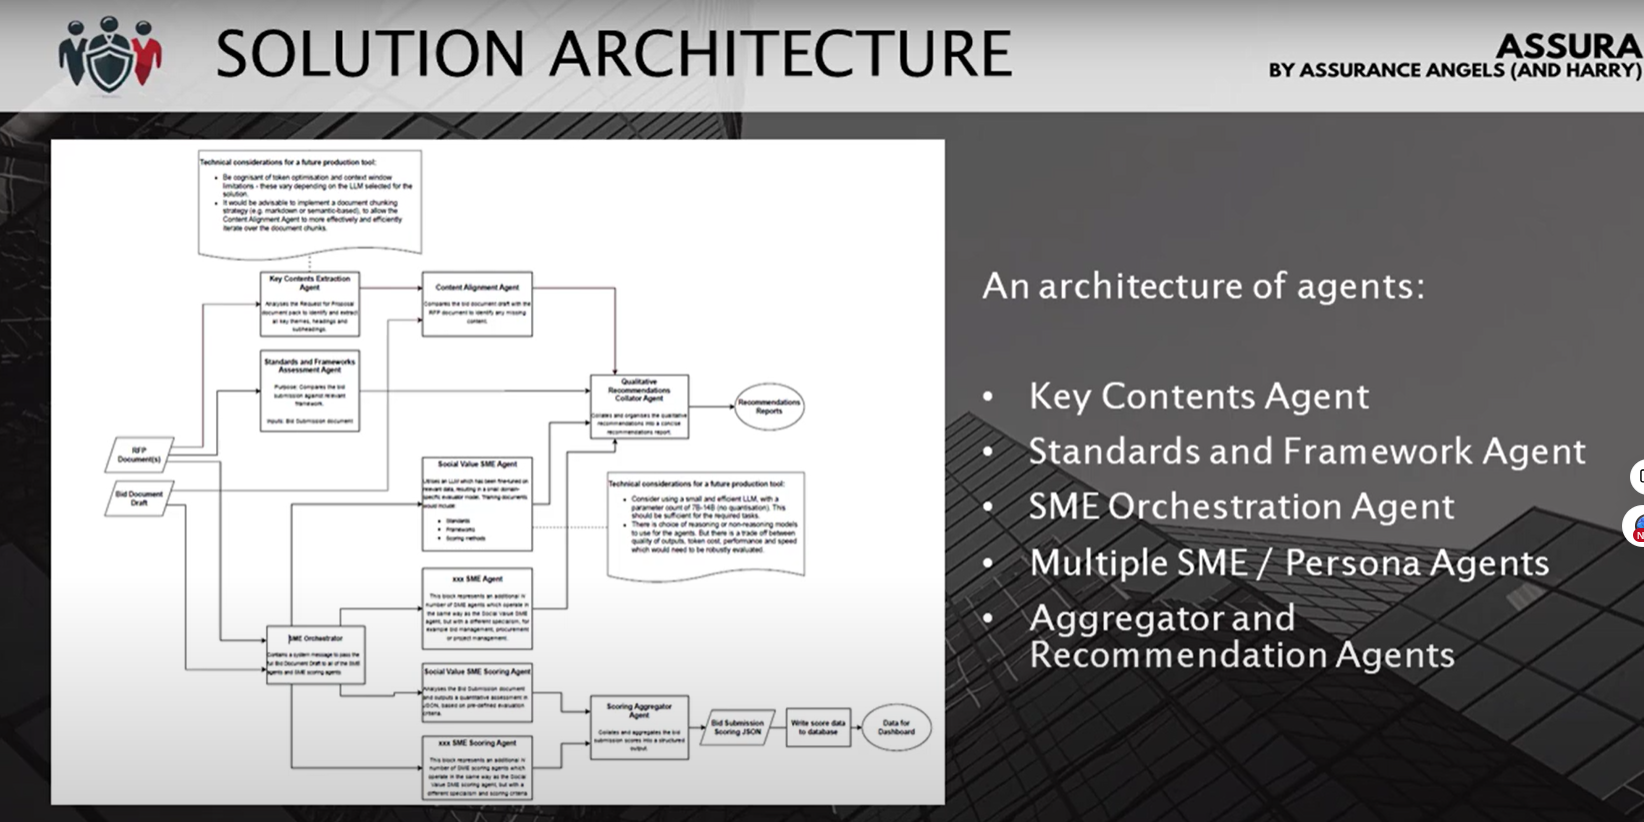 SOLUTION ARCHITECTURE
ASSURA
BY ASSURANCE ANGELS (AND HARRY)
Technical considerations for a future production tool:
• Be cognisant of token optimisation and context window
limitations - these vary depending on the LLM selected for the
solution.
• It would be advisable to implement a document chunking
strategy (e.g. markdown or semantic-based), to allow the
Content Alignment Agent to more effectively and efficiently
iterate over the document chunks.
Key Contents Extraction
Agent
Analyses the Request for Proposal
document pack to identify and extract
all key themes, headings and
subheadings.
Content Alignment Agent
Compares the bid document draft with the
RFP document to identify any missing
content.
Standards and Frameworks
Assessment Agent
Purpose: Compares the bid
submission against relevant
framework.
Inputs: Bid Submission document
Qualitative
Recommendations
Collator Agent
Collates and organises the qualitative
recommendations into a concise
recommendations report.
Recommendations
Reports
RFP
Document(s)
Bid Document
Draft
Social Value SME Agent
Utilises an LLM which has been fine-tuned on
relevant data, resulting in a small domain-
specific evaluator model. Training documents
would include:
• Standards
• Frameworks
• Scoring methods
Technical considerations for a future production tool:
• Consider using a small and efficient LLM, with a
parameter count of 7B-14B (no quantisation). This
should be sufficient for the required tasks.
• There is choice of reasoning or non-reasoning models
to use for the agents. But there is a trade off between
quality of outputs, token cost, performance and speed
which would need to be robustly evaluated.
xxx SME Agent
This block represents an additional N
number of SME agents which operate in
the same way as the Social Value SME
agent, but with a different specialism, for
example bid management, procurement
or project management.
SME Orchestrator
Contains a system message to pass the
full Bid Document Draft to all of the SME
agents and SME scoring agents
Social Value SME Scoring Agent
Analyses the Bid Submission document
and outputs a quantitative assessment in
JSON, based on pre-defined evaluation
criteria.
xxx SME Scoring Agent
This block represents an additional N
number of SME scoring agents which
operate in the same way as the Social
Value SME scoring agent, but with a
different specialism and scoring criteria
Scoring Aggregator
Agent
Collates and aggregates the bid
submission scores into a structured
output.
Bid Submission
Scoring JSON
Write score data
to database
Data for
Dashboard
An architecture of agents:
• Key Contents Agent
• Standards and Framework Agent
• SME Orchestration Agent
• Multiple SME / Persona Agents
• Aggregator and
Recommendation Agents